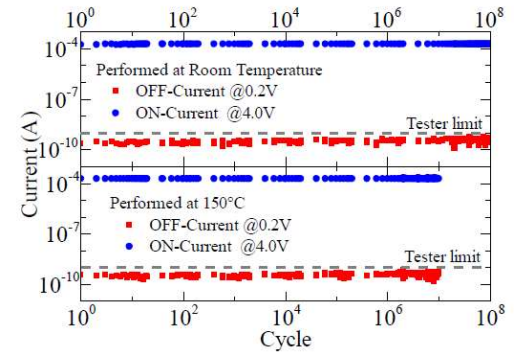 10^0 10^2 10^4 10^6 10^8
10^-4
Performed at Room Temperature
OFF-Current @0.2V
10^-7
ON-Current @4.0V
Tester limit
10^-10
Current (A)
10^-4
Performed at 150°C
OFF-Current @0.2V
10^-7
ON-Current @4.0V
Tester limit
10^-10
10^0 10^2 10^4 10^6 10^8
Cycle